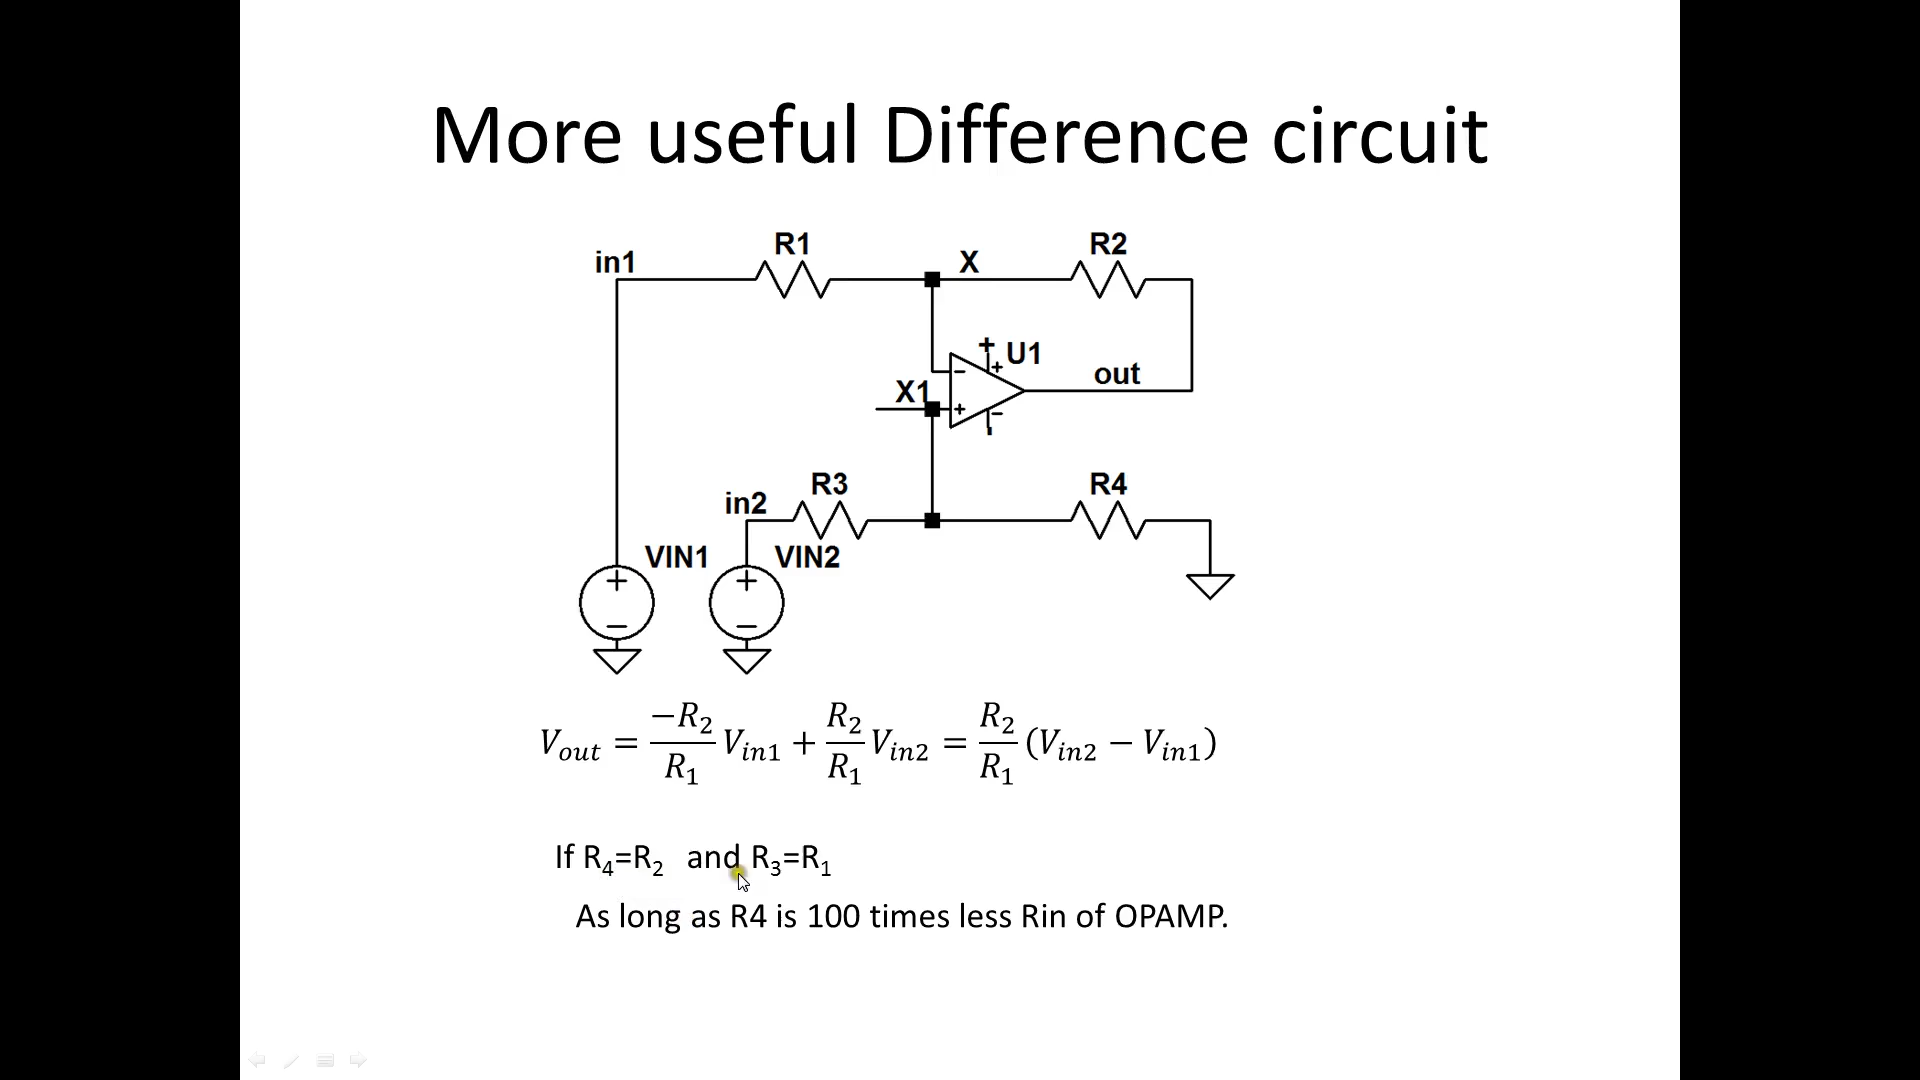 More useful Difference circuit
in1 R1 X R2
+ U1
+
−
out
X1
+
−
in2 R3 R4
VIN1 VIN2
+ +
− −
V_out = −R₂/R₁ V_in1 + R₂/R₁ V_in2 = R₂/R₁ (V_in2 − V_in1)
If R₄=R₂ and R₃=R₁
As long as R4 is 100 times less Rin of OPAMP.